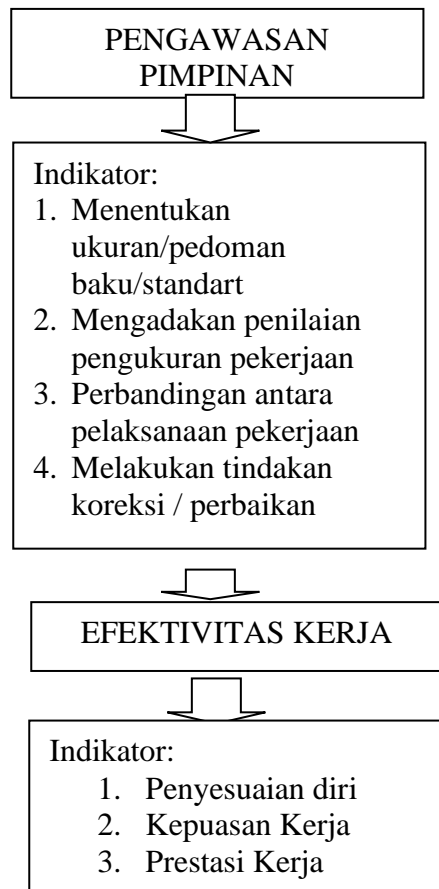 PENGAWASAN
PIMPINAN
Indikator:
1. Menentukan
ukuran/pedoman
baku/standart
2. Mengadakan penilaian
pengukuran pekerjaan
3. Perbandingan antara
pelaksanaan pekerjaan
4. Melakukan tindakan
koreksi / perbaikan
EFEKTIVITAS KERJA
Indikator:
1. Penyesuaian diri
2. Kepuasan Kerja
3. Prestasi Kerja